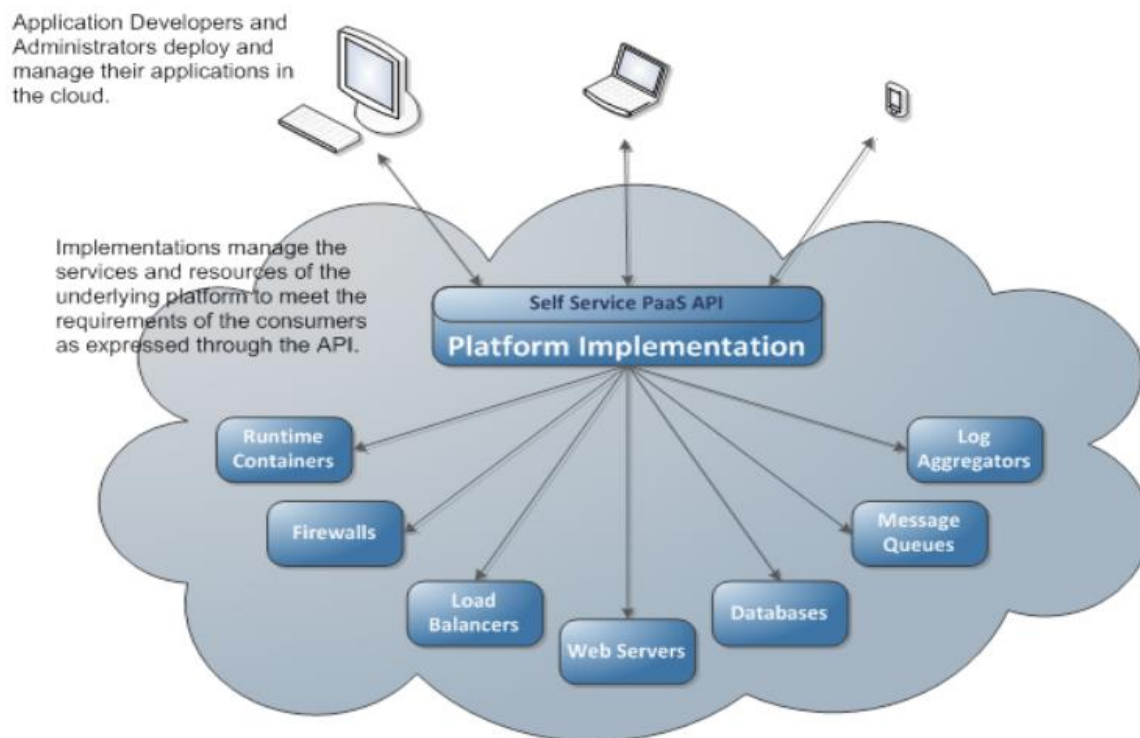 Application Developers and
Administrators deploy and
manage their applications in
the cloud.
Implementations manage the
services and resources of the
underlying platform to meet the
requirements of the consumers
as expressed through the API.
Self Service PaaS API
Platform Implementation
Runtime
Containers
Log
Aggregators
Firewalls
Message
Queues
Load
Balancers
Databases
Web Servers